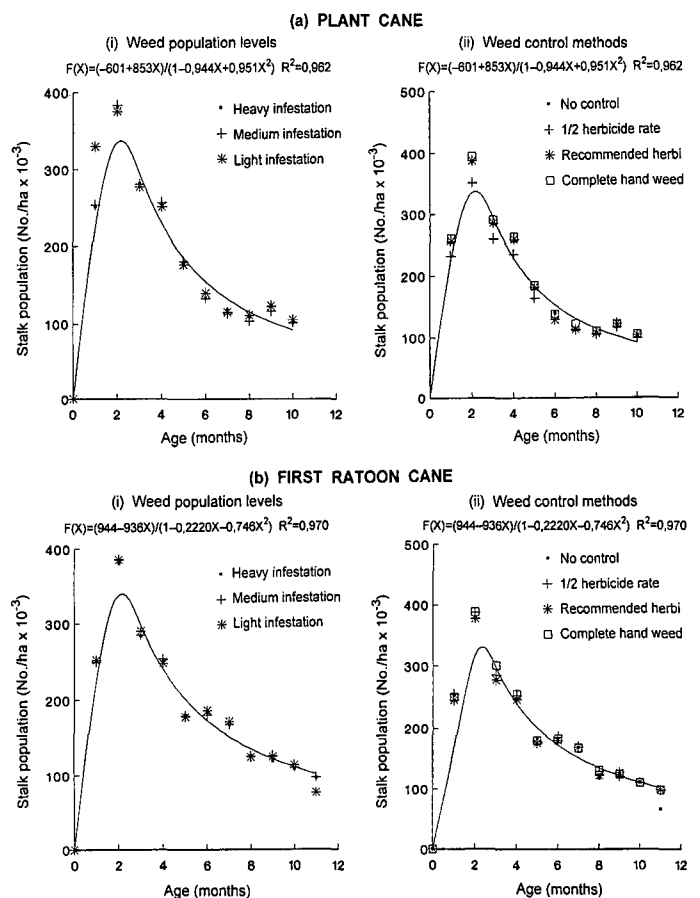 (a) PLANT CANE
(i) Weed population levels
F(X)=(−601+853X)/(1−0,944X+0,951X²) R²=0,962
Stalk population (No./ha x 10⁻³)
400
300
200
100
0
• Heavy infestation
+ Medium infestation
✳ Light infestation
0 2 4 6 8 10 12
Age (months)
(ii) Weed control methods
F(X)=(−601+853X)/(1−0,944X+0,951X²) R²=0,962
Stalk population (No./ha x 10⁻³)
500
400
300
200
100
0
• No control
+ 1/2 herbicide rate
✳ Recommended herbi
□ Complete hand weed
0 2 4 6 8 10 12
Age (months)
(b) FIRST RATOON CANE
(i) Weed population levels
F(X)=(944−936X)/(1−0,2220X−0,746X²) R²=0,970
Stalk population (No./ha x 10⁻³)
400
300
200
100
0
• Heavy infestation
+ Medium infestation
✳ Light infestation
0 2 4 6 8 10 12
Age (months)
(ii) Weed control methods
F(X)=(944−936X)/(1−0,2220X−0,746X²) R²=0,970
Stalk population (No./ha x 10⁻³)
500
400
300
200
100
0
• No control
+ 1/2 herbicide rate
✳ Recommended herbi
□ Complete hand weed
0 2 4 6 8 10 12
Age (months)